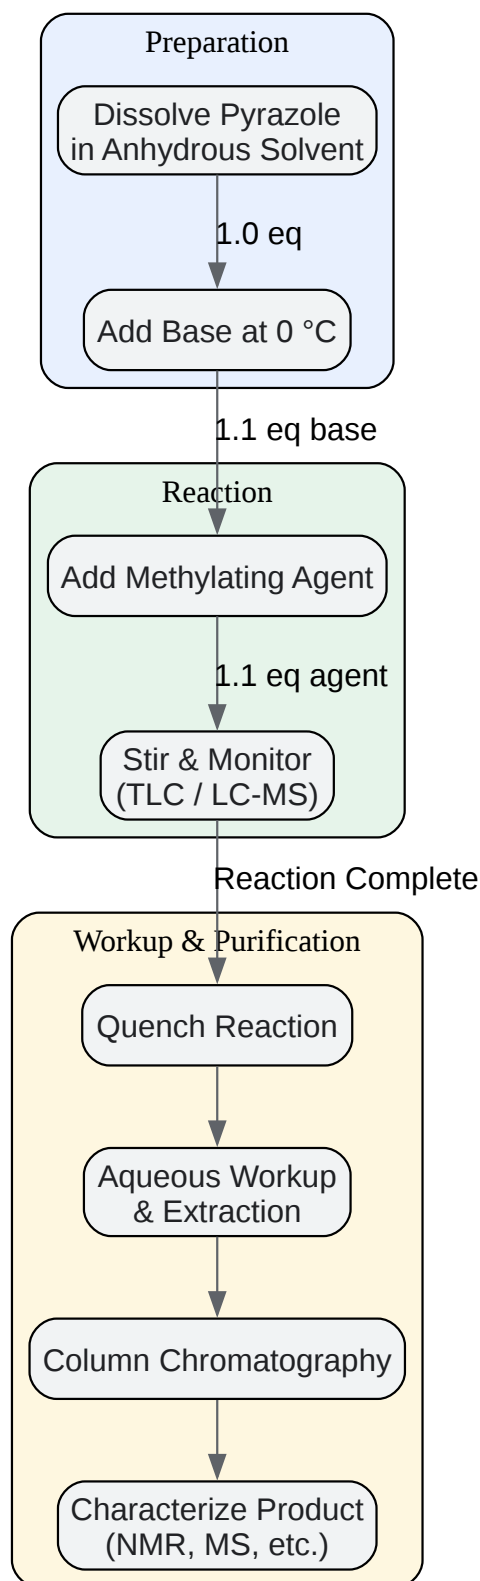 Preparation
Dissolve Pyrazole
in Anhydrous Solvent
1.0 eq
Add Base at 0 °C
1.1 eq base
Reaction
Add Methylating Agent
1.1 eq agent
Stir & Monitor
(TLC / LC-MS)
Reaction Complete
Workup & Purification
Quench Reaction
Aqueous Workup
& Extraction
Column Chromatography
Characterize Product
(NMR, MS, etc.)